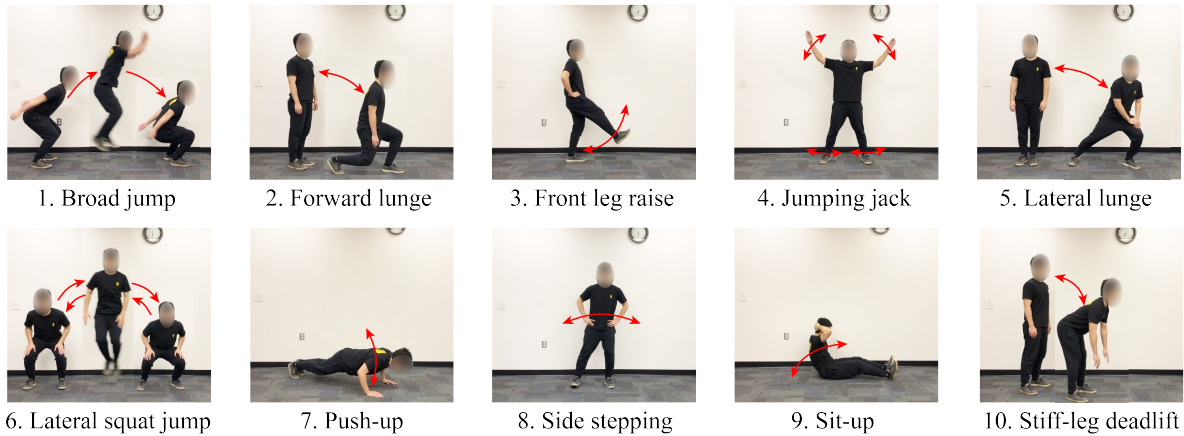 1. Broad jump
2. Forward lunge
3. Front leg raise
4. Jumping jack
5. Lateral lunge
6. Lateral squat jump
7. Push-up
8. Side stepping
9. Sit-up
10. Stiff-leg deadlift